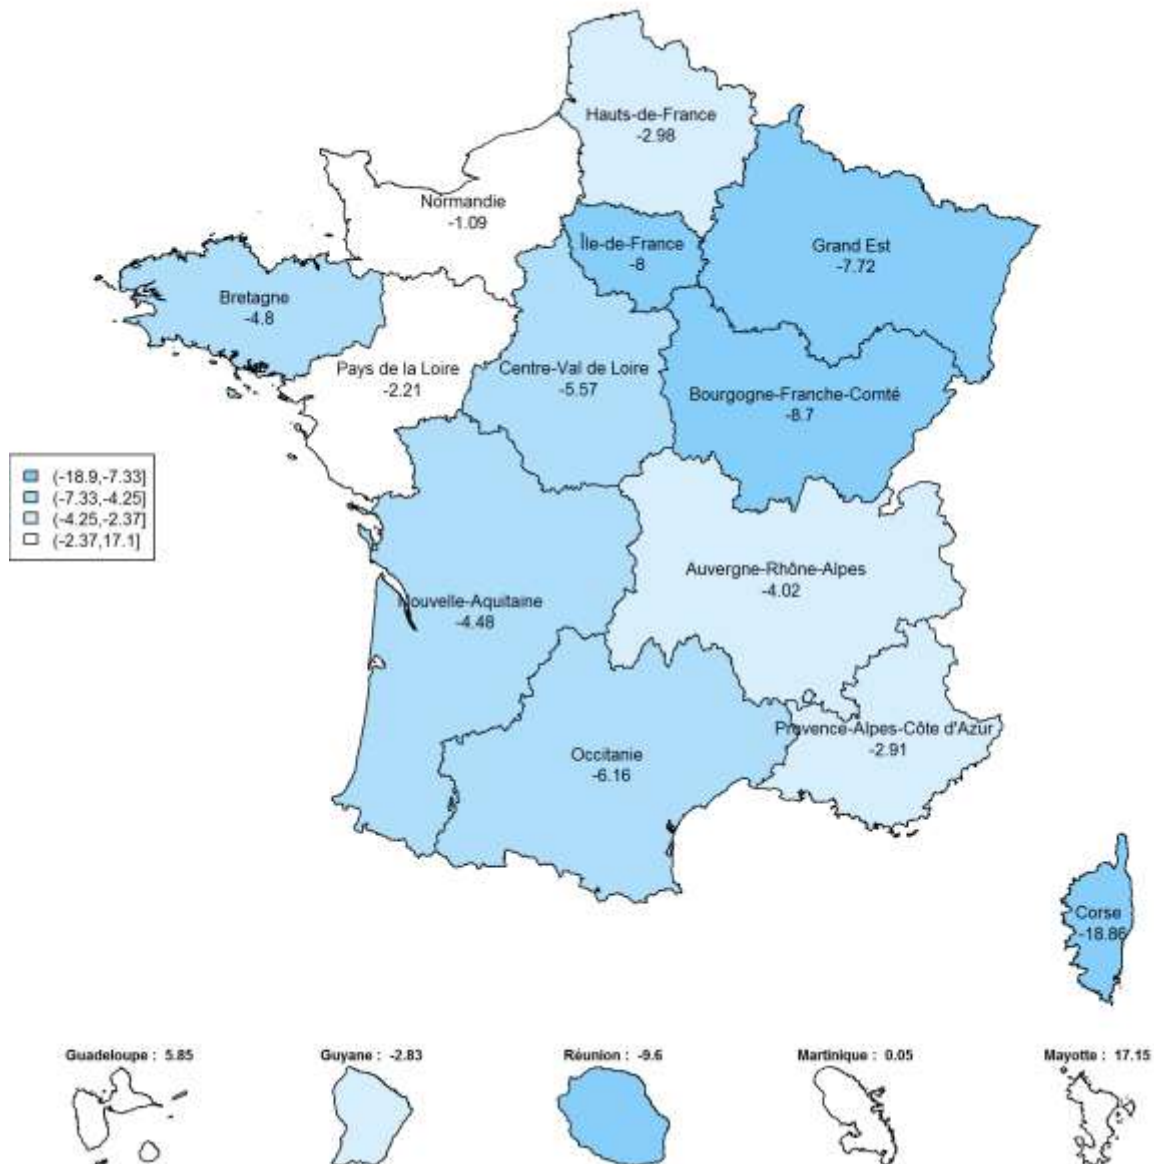 Hauts-de-France
-2.98
Normandie
-1.09
Île-de-France
-8
Grand Est
-7.72
Bretagne
-4.8
Pays de la Loire
-2.21
Centre-Val de Loire
-5.57
Bourgogne-Franche-Comté
-8.7
(-18.9,-7.33]
(-7.33,-4.25]
(-4.25,-2.37]
(-2.37,17.1]
Auvergne-Rhône-Alpes
-4.02
Nouvelle-Aquitaine
-4.48
Provence-Alpes-Côte d'Azur
-2.91
Occitanie
-6.16
Corse
-18.86
Guadeloupe : 5.85
Guyane : -2.83
Réunion : -9.6
Martinique : 0.05
Mayotte : 17.15